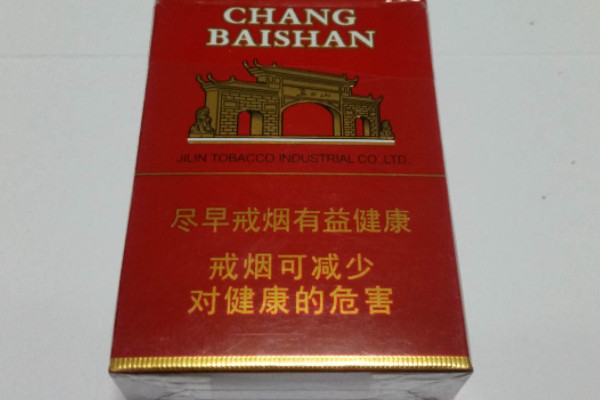 CHANG
BAISHAN
JILIN TOBACCO INDUSTRIAL CO.,LTD.
尽早戒烟有益健康
戒烟可减少
对健康的危害